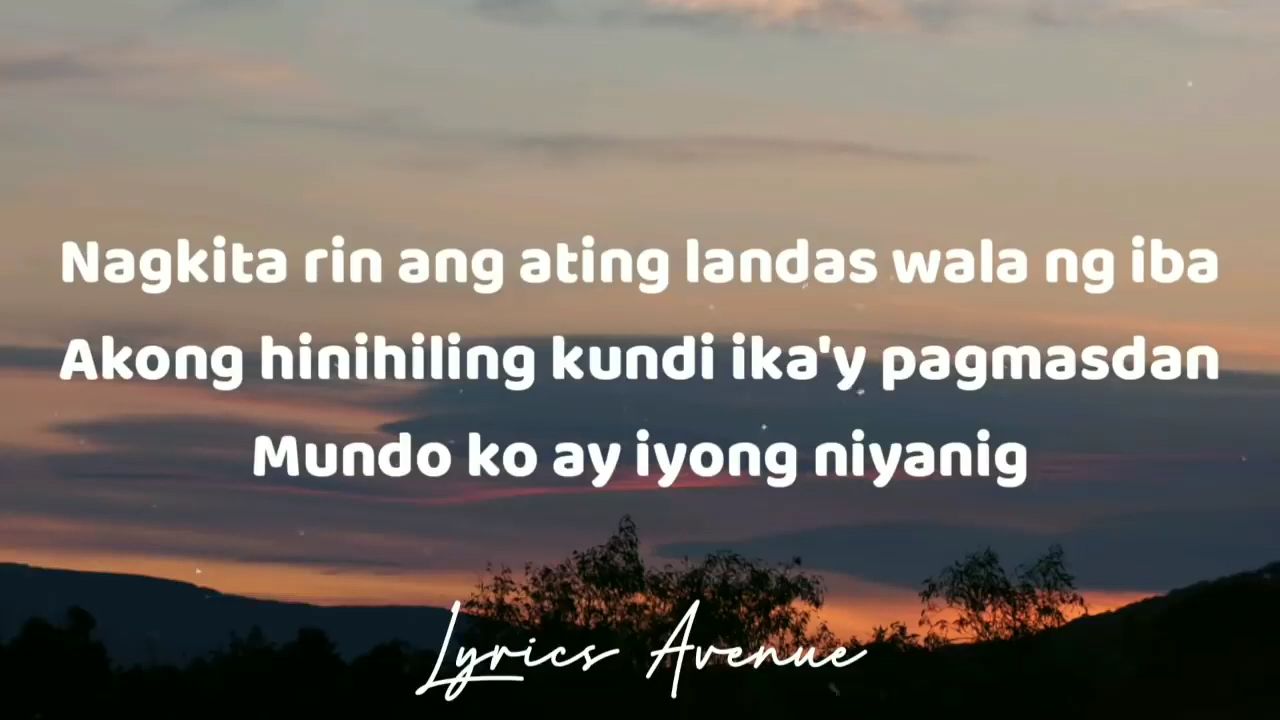 Nagkita rin ang ating landas wala ng iba
Akong hinihiling kundi ika'y pagmasdan
Mundo ko ay iyong niyanig
Lyrics Avenue